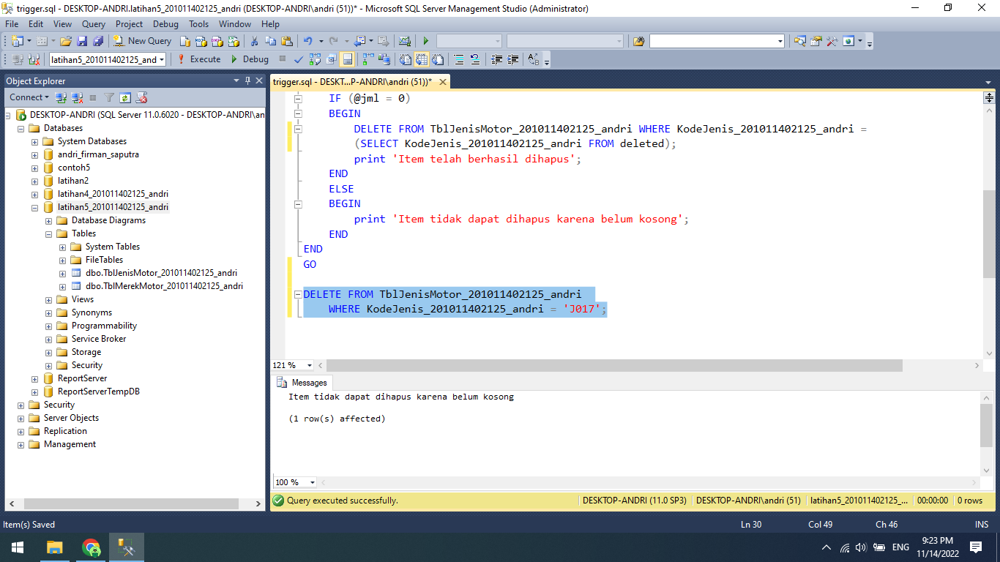 trigger.sql - DESKTOP-ANDRI.latihan5_201011402125_andri (DESKTOP-ANDRI\andri (51))* - Microsoft SQL Server Management Studio (Administrator)
File Edit View Query Project Debug Tools Window Help
New Query
latihan5_201011402125_and Execute Debug
Object Explorer
Connect
DESKTOP-ANDRI (SQL Server 11.0.6020 - DESKTOP-ANDRI\an
Databases
System Databases
andri_firman_saputra
contoh5
latihan2
latihan4_201011402125_andri
latihan5_201011402125_andri
Database Diagrams
Tables
System Tables
FileTables
dbo.TblJenisMotor_201011402125_andri
dbo.TblMerekMotor_201011402125_andri
Views
Synonyms
Programmability
Service Broker
Storage
Security
ReportServer
ReportServerTempDB
Security
Server Objects
Replication
Management
trigger.sql - DESKT...P-ANDRI\andri (51))*
IF (@jml = 0)
BEGIN
DELETE FROM TblJenisMotor_201011402125_andri WHERE KodeJenis_201011402125_andri =
(SELECT KodeJenis_201011402125_andri FROM deleted);
print 'Item telah berhasil dihapus';
END
ELSE
BEGIN
print 'Item tidak dapat dihapus karena belum kosong';
END
END
GO
DELETE FROM TblJenisMotor_201011402125_andri
WHERE KodeJenis_201011402125_andri = 'J017';
121 %
Messages
Item tidak dapat dihapus karena belum kosong
(1 row(s) affected)
100 %
Query executed successfully. DESKTOP-ANDRI (11.0 SP3) DESKTOP-ANDRI\andri (51) latihan5_201011402125_... 00:00:00 0 rows
Item(s) Saved Ln 30 Col 49 Ch 46 INS
ENG 9:23 PM
11/14/2022